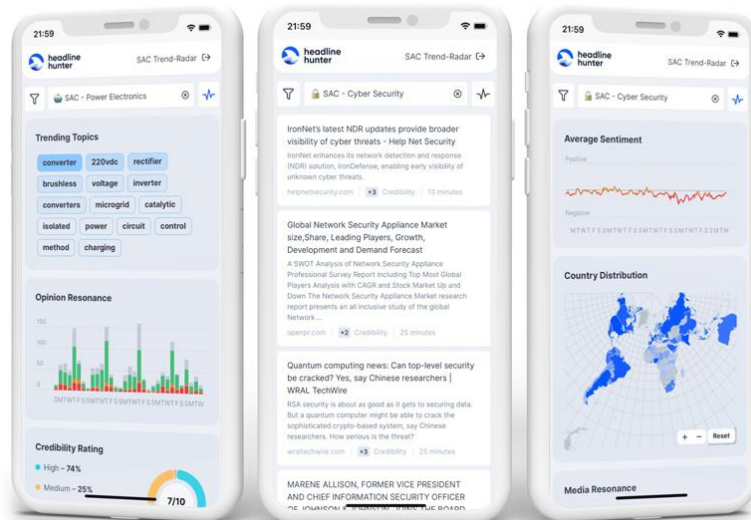 21:59
headline
hunter
SAC Trend-Radar
SAC - Power Electronics
Trending Topics
converter 220vdc rectifier
brushless voltage inverter
converters microgrid catalytic
isolated power circuit control
method charging
Opinion Resonance
150
100
50
0
SMTWTFSSMTWTFSSMTWTFSSMTW
Credibility Rating
High – 74%
Medium – 25%
7/10
21:59
headline
hunter
SAC Trend-Radar
SAC - Cyber Security
IronNet's latest NDR updates provide broader
visibility of cyber threats - Help Net Security
IronNet enhances its network detection and response
(NDR) solution, IronDefense, enabling early visibility of
unknown cyber threats.
helpnetsecurity.com +3 Credibility 13 minutes
Global Network Security Appliance Market
size,Share, Leading Players, Growth,
Development and Demand Forecast
A SWOT Analysis of Network Security Appliance
Professional Survey Report Including Top Most Global
Players Analysis with CAGR and Stock Market Up and
Down The Network Security Appliance Market research
report presents an all inclusive study of the global
Network ...
openpr.com +2 Credibility 25 minutes
Quantum computing news: Can top-level security
be cracked? Yes, say Chinese researchers |
WRAL TechWire
RSA security is about as good as it gets to securing data.
But a quantum computer might be able to crack the
sophisticated crypto-based system, say Chinese
researchers. How serious is the threat?
wraltechwire.com +3 Credibility 25 minutes
MARENE ALLISON, FORMER VICE PRESIDENT
AND CHIEF INFORMATION SECURITY OFFICER
OF JOHNSON & JOHNSON, JOINS THE BOARD
21:59
headline
hunter
SAC Trend-Radar
SAC - Cyber Security
Average Sentiment
Positive
Negative
MTWTFSSMTWTFSSMTWTFSSMTWTFSSMTW
Country Distribution
+ - Reset
Media Resonance